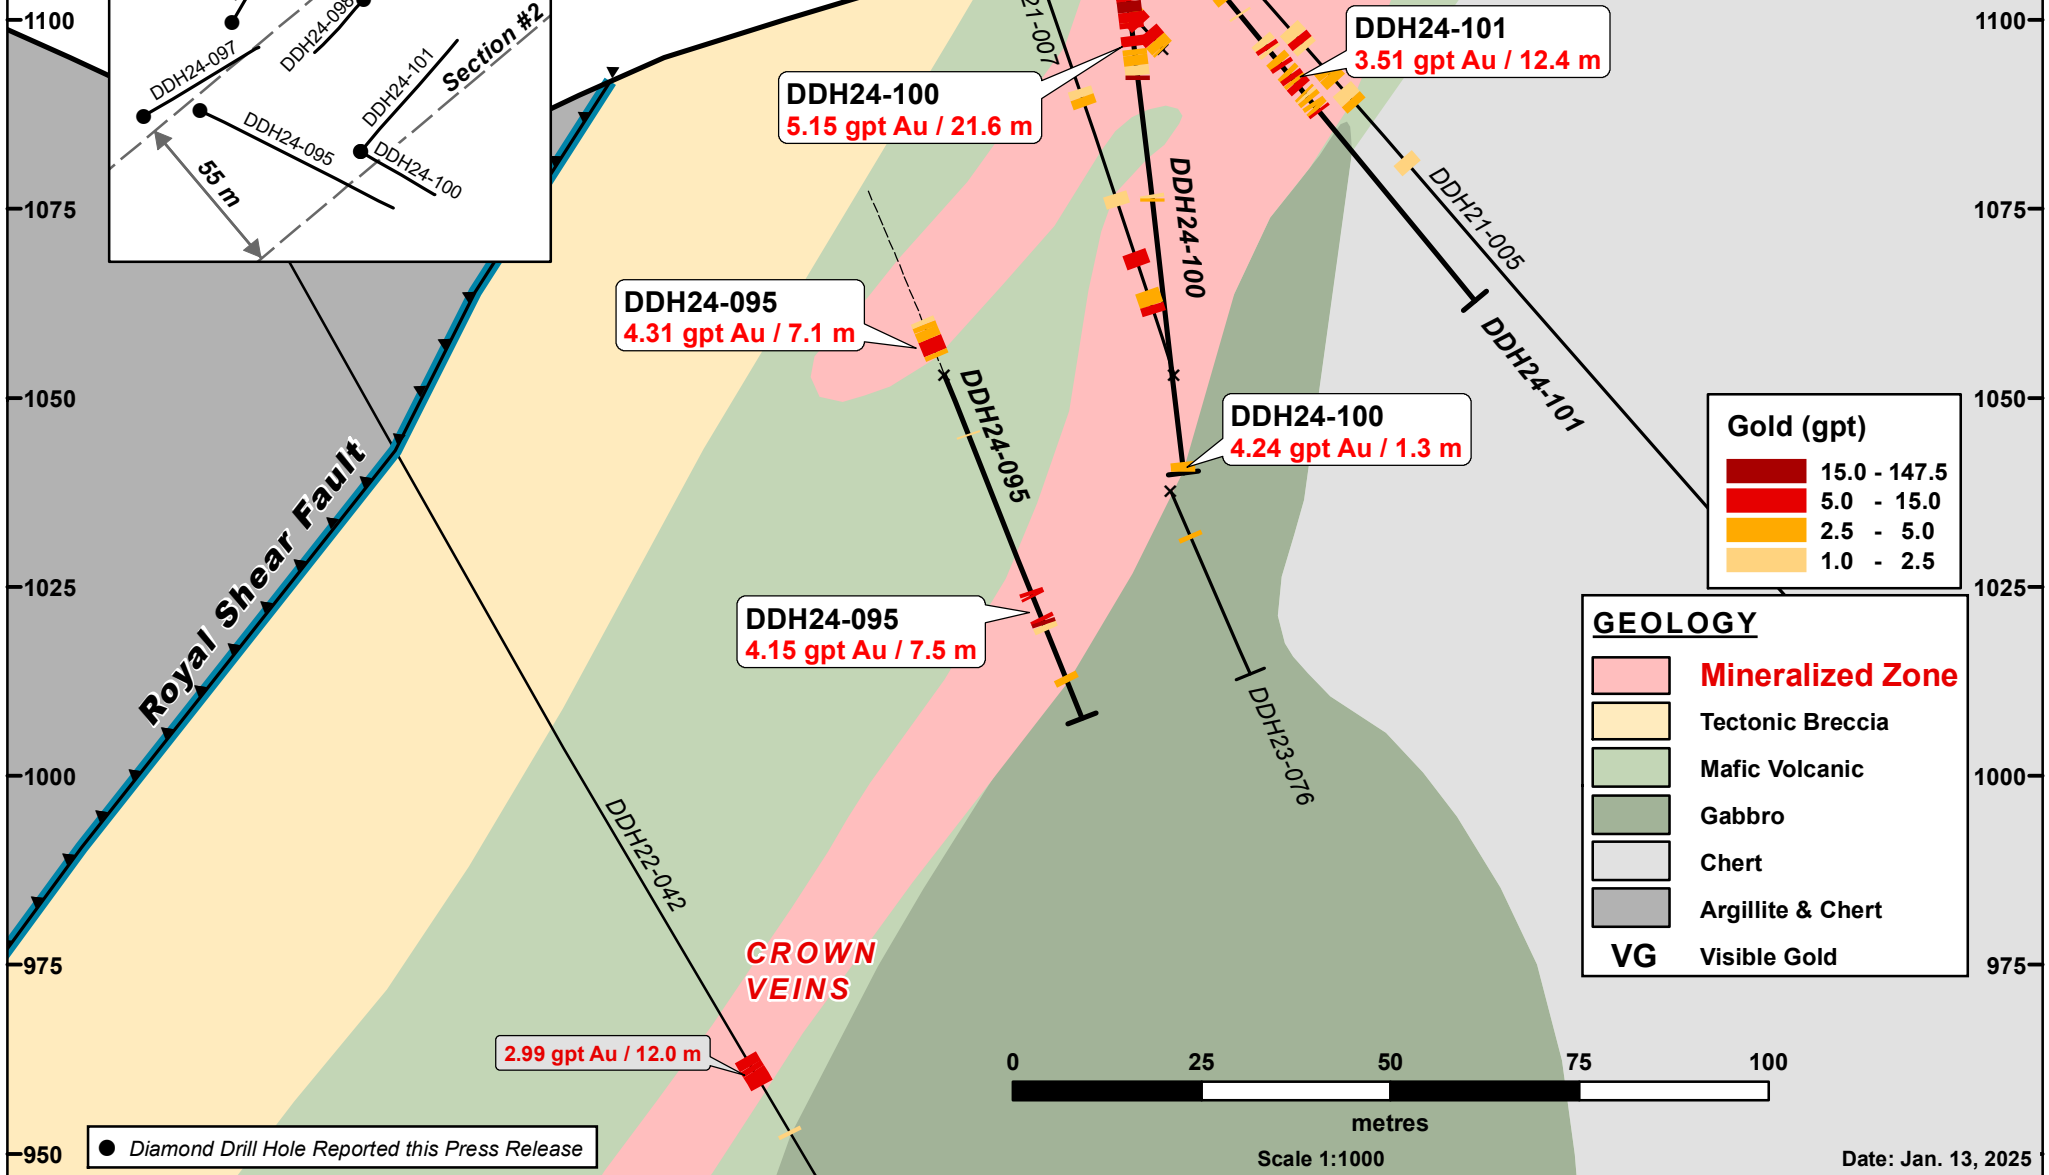 1100
1075
1050
1025
1000
975
950
DDH24-097
DDH24-098
DDH24-101
Section #2
DDH24-095
DDH24-100
55 m
21-007
DDH24-101
3.51 gpt Au / 12.4 m
DDH24-100
5.15 gpt Au / 21.6 m
DDH24-100
DDH21-005
DDH24-101
DDH24-095
4.31 gpt Au / 7.1 m
DDH24-095
DDH24-100
4.24 gpt Au / 1.3 m
DDH24-095
4.15 gpt Au / 7.5 m
DDH23-076
Royal Shear Fault
DDH22-042
CROWN
VEINS
2.99 gpt Au / 12.0 m
1100
1075
1050
1025
1000
975
Gold (gpt)
15.0 - 147.5
5.0 - 15.0
2.5 - 5.0
1.0 - 2.5
GEOLOGY
Mineralized Zone
Tectonic Breccia
Mafic Volcanic
Gabbro
Chert
Argillite & Chert
VG Visible Gold
0 25 50 75 100
metres
Scale 1:1000
Diamond Drill Hole Reported this Press Release
Date: Jan. 13, 2025